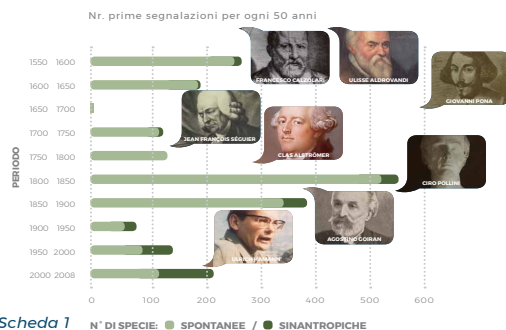 Nr. prime segnalazioni per ogni 50 anni
PERIODO
1550 1600
1600 1650
1650 1700
1700 1750
1750 1800
1800 1850
1850 1900
1900 1950
1950 2000
2000 2008
FRANCESCO CALZOLARI
ULISSE ALDROVANDI
GIOVANNI PONA
JEAN FRANÇOIS SÉGUIER
CLAS ALSTRÖMER
CIRO POLLINI
AGOSTINO GOIRAN
ULRICH HAMANN
0 100 200 300 400 500 600
Scheda 1 N° DI SPECIE: SPONTANEE / SINANTROPICHE